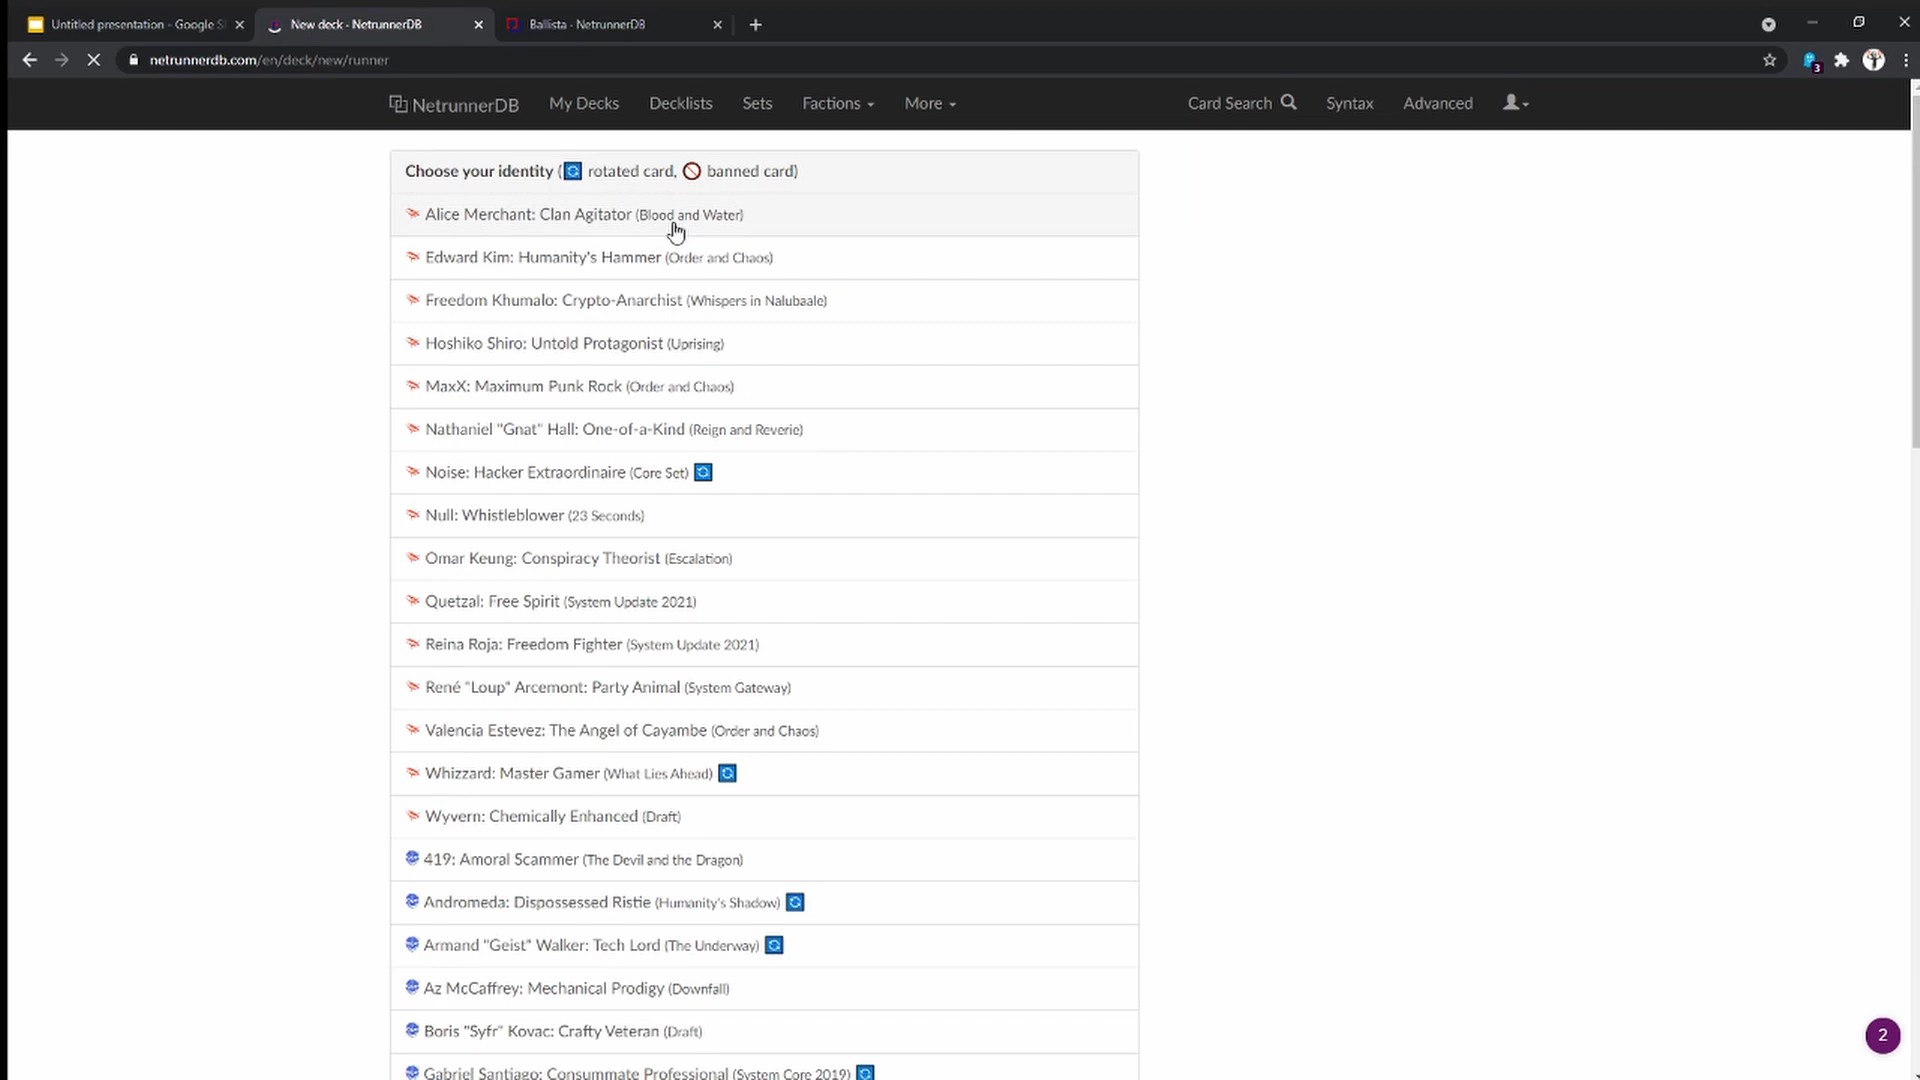 Untitled presentation - Google S
New deck - NetrunnerDB
Ballista - NetrunnerDB
netrunnerdb.com/en/deck/new/runner
3
NetrunnerDB My Decks Decklists Sets Factions More Card Search Syntax Advanced
Choose your identity ( rotated card, banned card)
Alice Merchant: Clan Agitator (Blood and Water)
Edward Kim: Humanity's Hammer (Order and Chaos)
Freedom Khumalo: Crypto-Anarchist (Whispers in Nalubaale)
Hoshiko Shiro: Untold Protagonist (Uprising)
MaxX: Maximum Punk Rock (Order and Chaos)
Nathaniel "Gnat" Hall: One-of-a-Kind (Reign and Reverie)
Noise: Hacker Extraordinaire (Core Set)
Null: Whistleblower (23 Seconds)
Omar Keung: Conspiracy Theorist (Escalation)
Quetzal: Free Spirit (System Update 2021)
Reina Roja: Freedom Fighter (System Update 2021)
René “Loup” Arcemont: Party Animal (System Gateway)
Valencia Estevez: The Angel of Cayambe (Order and Chaos)
Whizzard: Master Gamer (What Lies Ahead)
Wyvern: Chemically Enhanced (Draft)
419: Amoral Scammer (The Devil and the Dragon)
Andromeda: Dispossessed Ristie (Humanity's Shadow)
Armand "Geist" Walker: Tech Lord (The Underway)
Az McCaffrey: Mechanical Prodigy (Downfall)
Boris "Syfr" Kovac: Crafty Veteran (Draft)
Gabriel Santiago: Consummate Professional (System Core 2019)
2